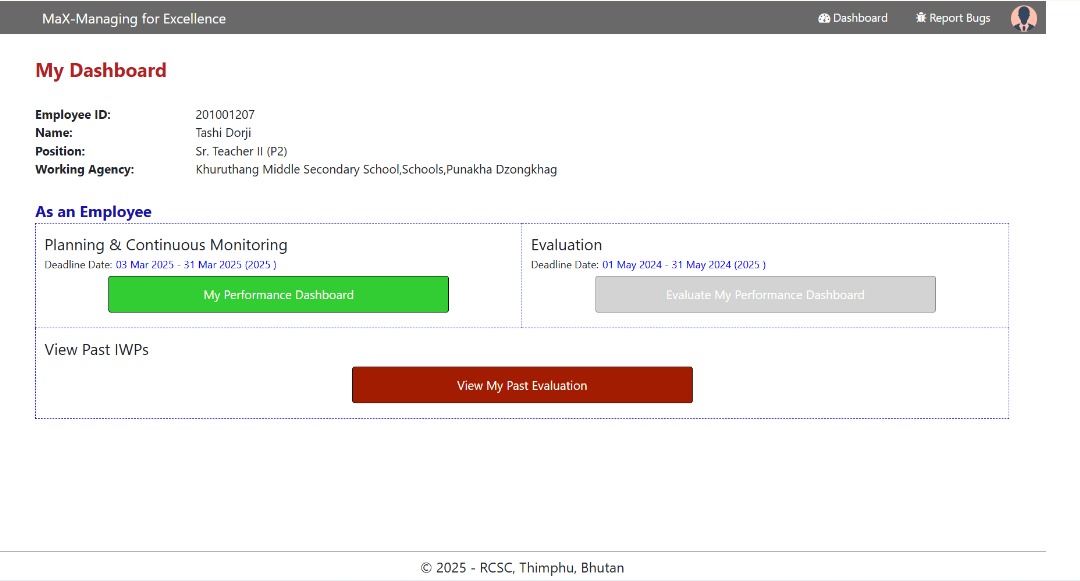 MaX-Managing for Excellence
Dashboard
Report Bugs
My Dashboard
Employee ID: 201001207
Name: Tashi Dorji
Position: Sr. Teacher II (P2)
Working Agency: Khuruthang Middle Secondary School,Schools,Punakha Dzongkhag
As an Employee
Planning & Continuous Monitoring
Deadline Date: 03 Mar 2025 - 31 Mar 2025 (2025 )
My Performance Dashboard
Evaluation
Deadline Date: 01 May 2024 - 31 May 2024 (2025 )
Evaluate My Performance Dashboard
View Past IWPs
View My Past Evaluation
© 2025 - RCSC, Thimphu, Bhutan